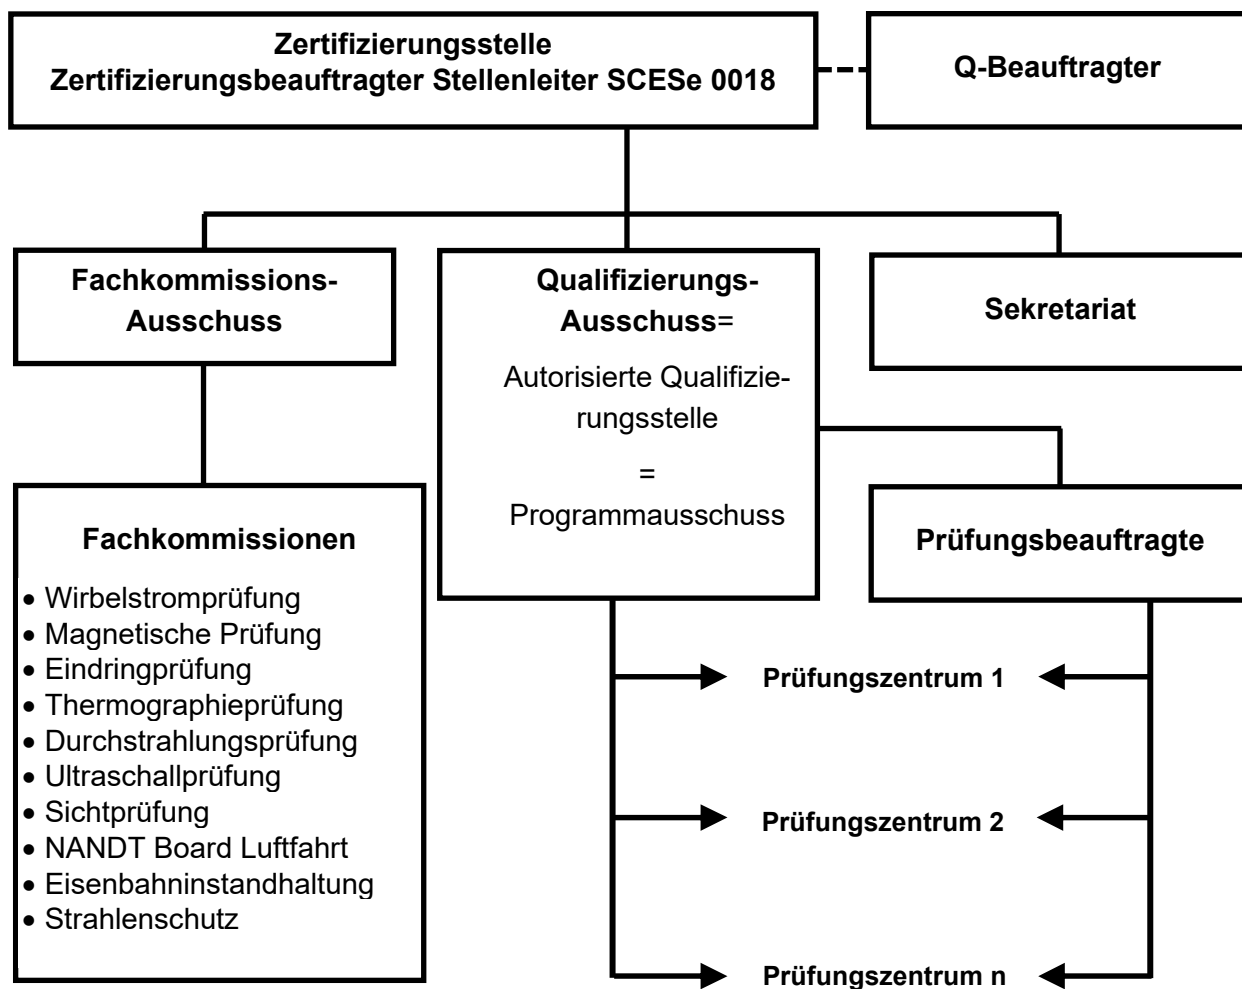 Zertifizierungsstelle
Zertifizierungsbeauftragter Stellenleiter SCESe 0018
Q-Beauftragter
Fachkommissions-
Ausschuss
Qualifizierungs-
Ausschuss=
Autorisierte Qualifizie-
rungsstelle
=
Programmausschuss
Sekretariat
Fachkommissionen
• Wirbelstromprüfung
• Magnetische Prüfung
• Eindringprüfung
• Thermographieprüfung
• Durchstrahlungsprüfung
• Ultraschallprüfung
• Sichtprüfung
• NANDT Board Luftfahrt
• Eisenbahninstandhaltung
• Strahlenschutz
Prüfungsbeauftragte
Prüfungszentrum 1
Prüfungszentrum 2
Prüfungszentrum n